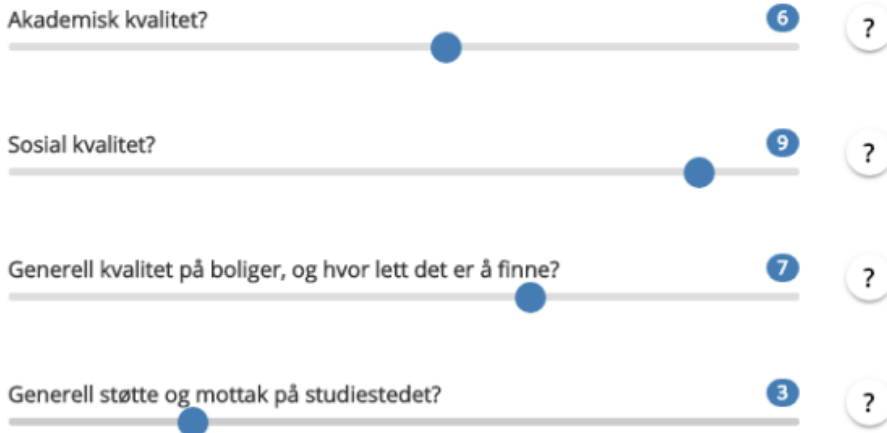 Akademisk kvalitet? 6 ?
Sosial kvalitet? 9 ?
Generell kvalitet på boliger, og hvor lett det er å finne? 7 ?
Generell støtte og mottak på studiestedet? 3 ?